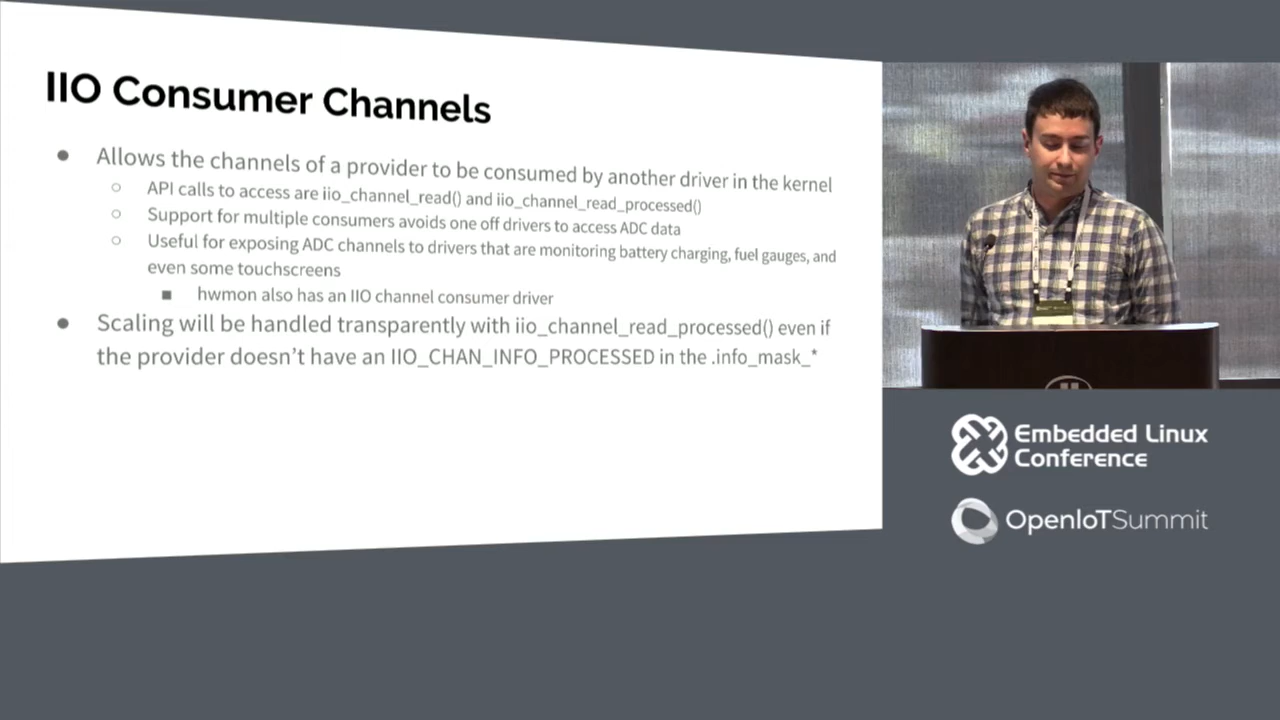 IIO Consumer Channels
● Allows the channels of a provider to be consumed by another driver in the kernel
○ API calls to access are iio_channel_read() and iio_channel_read_processed()
○ Support for multiple consumers avoids one off drivers to access ADC data
○ Useful for exposing ADC channels to drivers that are monitoring battery charging, fuel gauges, and
even some touchscreens
■ hwmon also has an IIO channel consumer driver
● Scaling will be handled transparently with iio_channel_read_processed() even if
the provider doesn't have an IIO_CHAN_INFO_PROCESSED in the .info_mask_*
Embedded Linux
Conference
OpenIoTSummit